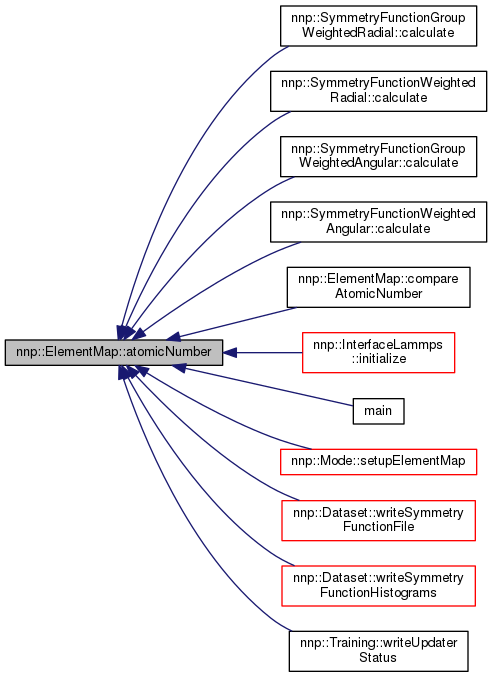 nnp::SymmetryFunctionGroup
WeightedRadial::calculate
nnp::SymmetryFunctionWeighted
Radial::calculate
nnp::SymmetryFunctionGroup
WeightedAngular::calculate
nnp::SymmetryFunctionWeighted
Angular::calculate
nnp::ElementMap::compare
AtomicNumber
nnp::ElementMap::atomicNumber
nnp::InterfaceLammps
::initialize
main
nnp::Mode::setupElementMap
nnp::Dataset::writeSymmetry
FunctionFile
nnp::Dataset::writeSymmetry
FunctionHistograms
nnp::Training::writeUpdater
Status